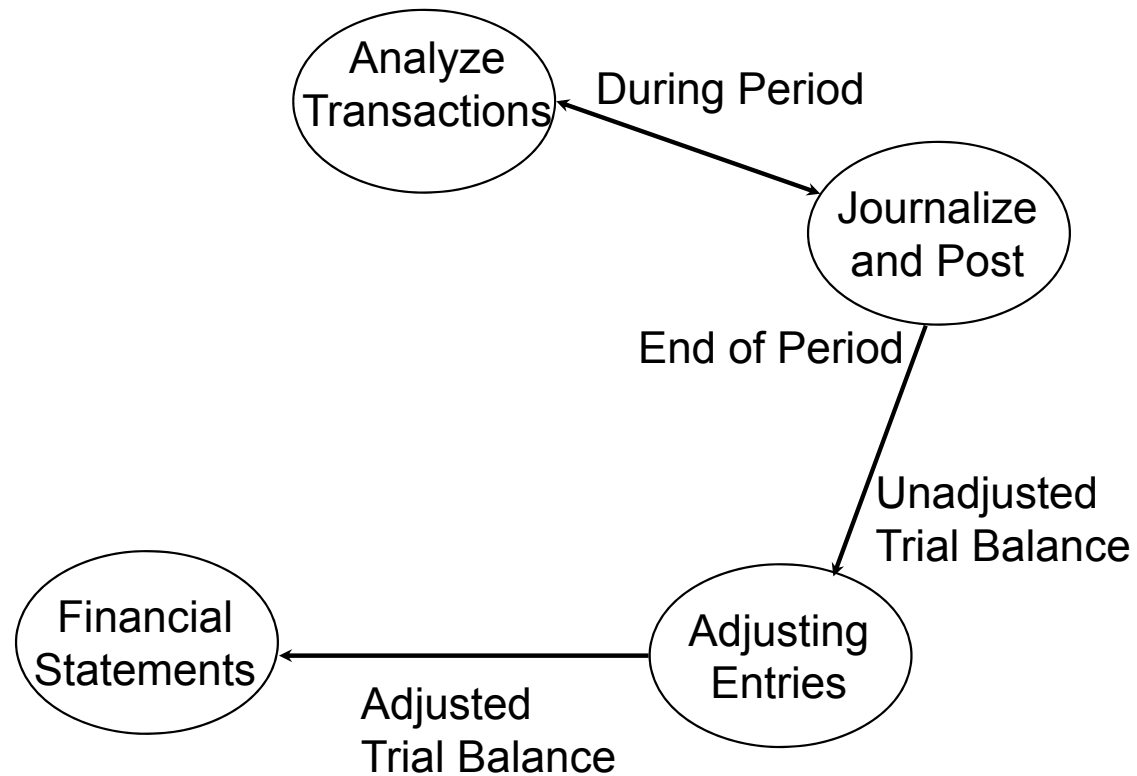 Analyze
Transactions
During Period
Journalize
and Post
End of Period
Unadjusted
Trial Balance
Adjusting
Entries
Adjusted
Trial Balance
Financial
Statements